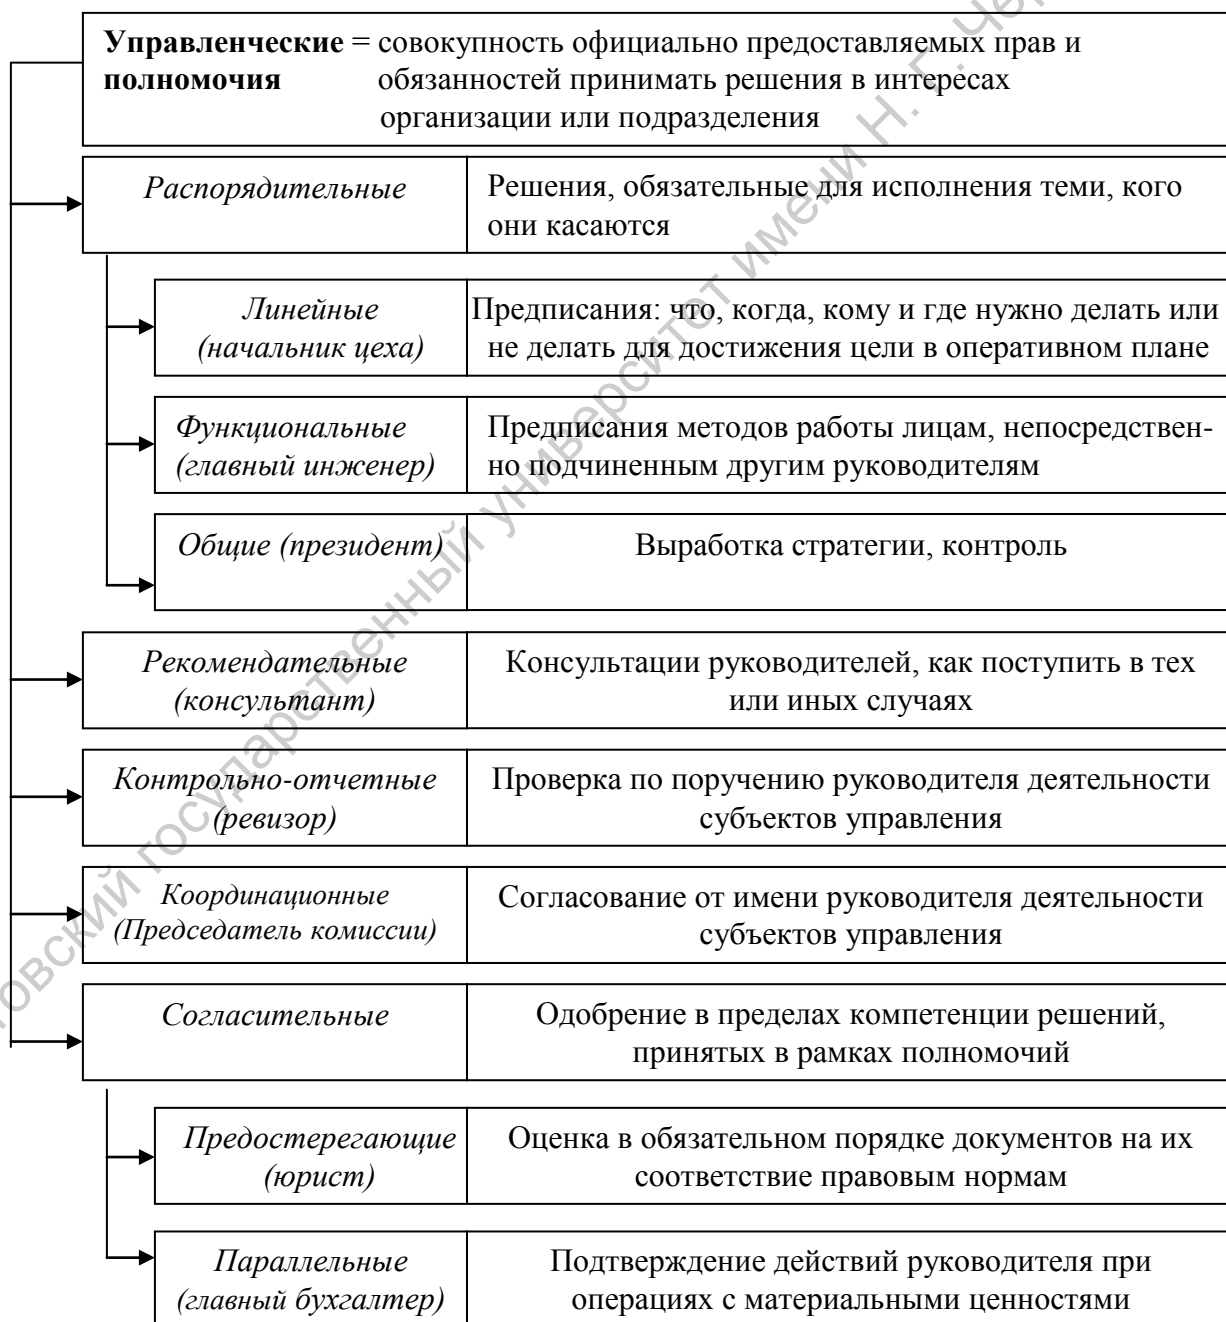 Управленческие = совокупность официально предоставляемых прав и
полномочия обязанностей принимать решения в интересах
организации или подразделения
Распорядительные
Решения, обязательные для исполнения теми, кого
они касаются
Линейные
(начальник цеха)
Предписания: что, когда, кому и где нужно делать или
не делать для достижения цели в оперативном плане
Функциональные
(главный инженер)
Предписания методов работы лицам, непосредствен-
но подчиненным другим руководителям
Общие (президент)
Выработка стратегии, контроль
Рекомендательные
(консультант)
Консультации руководителей, как поступить в тех
или иных случаях
Контрольно-отчетные
(ревизор)
Проверка по поручению руководителя деятельности
субъектов управления
Координационные
(Председатель комиссии)
Согласование от имени руководителя деятельности
субъектов управления
Согласительные
Одобрение в пределах компетенции решений,
принятых в рамках полномочий
Предостерегающие
(юрист)
Оценка в обязательном порядке документов на их
соответствие правовым нормам
Параллельные
(главный бухгалтер)
Подтверждение действий руководителя при
операциях с материальными ценностями
государственный университет имени Н. Г.